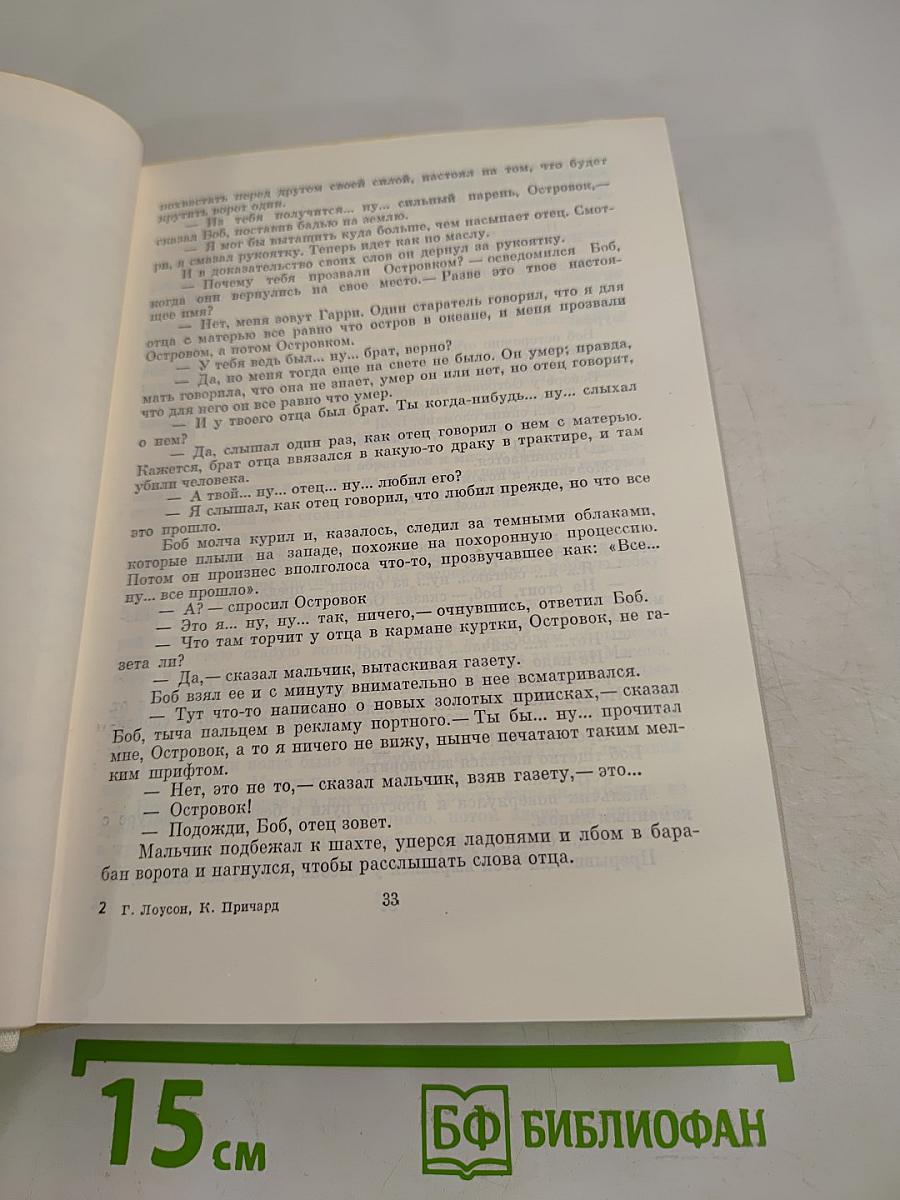 похвастать перед другом своей силой, настоял на том, что будет
крутить ворот один.
— Из тебя получится... ну... сильный парень, Островок,—
сказал Боб, поставив бадью на землю.
— Я мог бы вытащить куда больше, чем насыпает отец. Смот-
ри, я смазал рукоятку. Теперь идет как по маслу.
И в доказательство своих слов он дернул за рукоятку.
— Почему тебя прозвали Островком? — осведомился Боб,
когда они вернулись на свое место.— Разве это твое настоя-
щее имя?
— Нет, меня зовут Гарри. Один старатель говорил, что я для
отца с матерью все равно что остров в океане, и меня прозвали
Островом, а потом Островком.
— У тебя ведь был... ну... брат, верно?
— Да, но меня тогда еще на свете не было. Он умер; правда,
мать говорила, что она не знает, умер он или нет, но отец говорит,
что для него он все равно что умер.
— И у твоего отца был брат. Ты когда-нибудь... ну... слыхал
о нем?
— Да, слышал один раз, как отец говорил о нем с матерью.
Кажется, брат отца ввязался в какую-то драку в трактире, и там
убили человека.
— А твой... ну... отец... ну... любил его?
— Я слышал, как отец говорил, что любил прежде, но что все
это прошло.
Боб молча курил и, казалось, следил за темными облаками,
которые плыли на западе, похожие на похоронную процессию.
Потом он произнес вполголоса что-то, прозвучавшее как: «Все...
ну... все прошло».
— А? — спросил Островок
— Это я... ну, ну... так, ничего,— очнувшись, ответил Боб.
— Что там торчит у отца в кармане куртки, Островок, не га-
зета ли?
— Да,— сказал мальчик, вытаскивая газету.
Боб взял ее и с минуту внимательно в нее всматривался.
— Тут что-то написано о новых золотых приисках,— сказал
Боб, тыча пальцем в рекламу портного.— Ты бы... ну... прочитал
мне, Островок, а то я ничего не вижу, нынче печатают таким мел-
ким шрифтом.
— Нет, это не то,— сказал мальчик, взяв газету,— это...
— Островок!
— Подожди, Боб, отец зовет.
Мальчик подбежал к шахте, уперся ладонями и лбом в бара-
бан ворота и нагнулся, чтобы расслышать слова отца.
2 Г. Лоусон, К. Причард
33
15 см
БФ БИБЛИОФАН